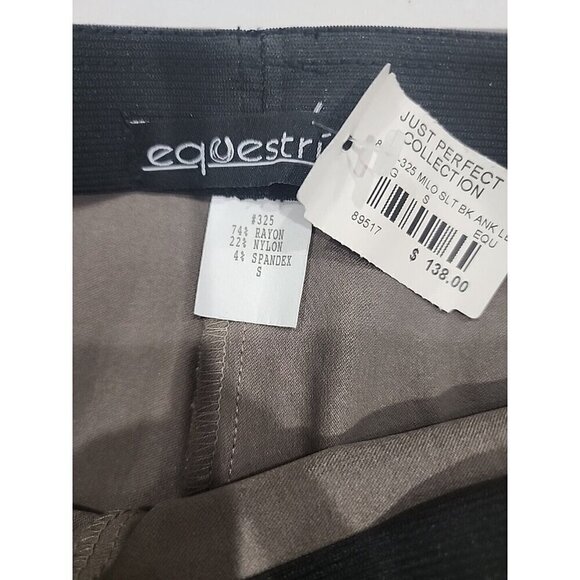 equestri
#325
74% RAYON
22% NYLON
4% SPANDEX
S
JUST PERFECT
COLLECTION
-325 MILO SLT BK ANK LE
G S
EQU
89517
$ 138.00